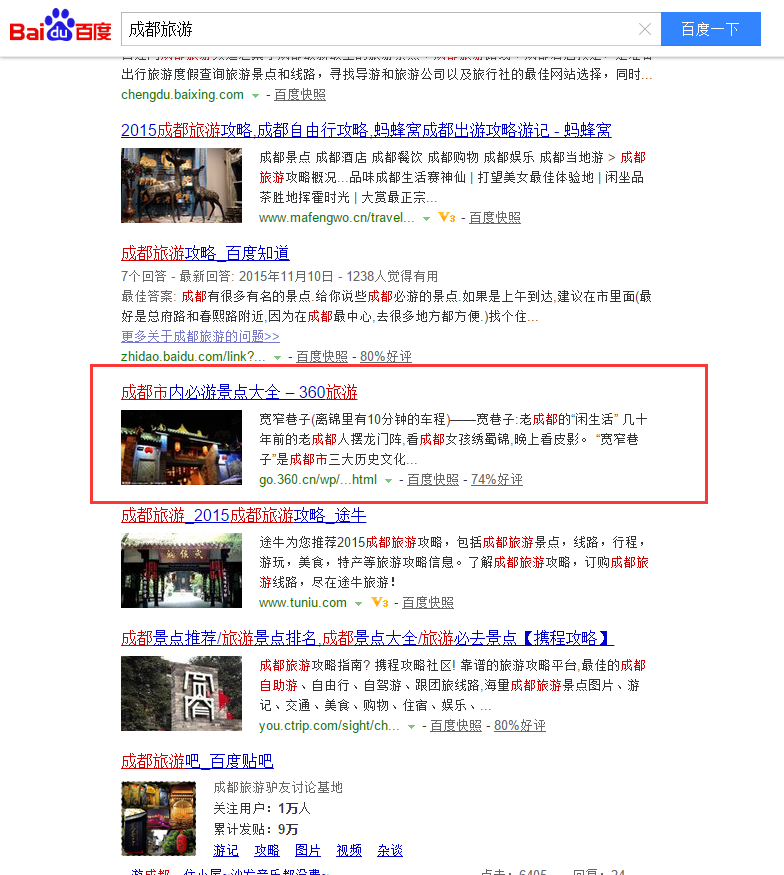 Bai du 百度
成都旅游
百度一下
出行旅游度假查询旅游景点和线路，寻找导游和旅游公司以及旅行社的最佳网站选择，同时...
chengdu.baixing.com - 百度快照
2015成都旅游攻略,成都自由行攻略,蚂蜂窝成都出游攻略游记 - 蚂蜂窝
成都景点 成都酒店 成都餐饮 成都购物 成都娱乐 成都当地游 > 成都
旅游攻略概况...品味成都生活赛神仙 | 打望美女最佳体验地 | 闲坐品
茶胜地挥霍时光 | 大赏最正宗...
www.mafengwo.cn/travel... V3 - 百度快照
成都旅游攻略_百度知道
7个回答 - 最新回答: 2015年11月10日 - 1238人觉得有用
最佳答案: 成都有很多有名的景点.给你说些成都必游的景点.如果是上午到达,建议在市里面(最
好是总府路和春熙路附近,因为在成都最中心,去很多地方都方便.)找个住...
更多关于成都旅游的问题>>
zhidao.baidu.com/link?... - 百度快照 - 80%好评
成都市内必游景点大全 – 360旅游
宽窄巷子(离锦里有10分钟的车程)——宽巷子:老成都的“闲生活” 几十
年前的老成都人摆龙门阵,看成都女孩绣蜀锦,晚上看皮影。 “宽窄巷
子”是成都市三大历史文化...
go.360.cn/wp/...html - 百度快照 - 74%好评
成都旅游_2015成都旅游攻略_途牛
途牛为您推荐2015成都旅游攻略，包括成都旅游景点，线路，行程，
游玩，美食，特产等旅游攻略信息。了解成都旅游攻略，订购成都旅
游线路，尽在途牛旅游！
www.tuniu.com V3 - 百度快照
成都景点推荐/旅游景点排名,成都景点大全/旅游必去景点【携程攻略】
成都旅游攻略指南? 携程攻略社区! 靠谱的旅游攻略平台,最佳的成都
自助游、自由行、自驾游、跟团旅线路,海量成都旅游景点图片、游
记、交通、美食、购物、住宿、娱乐、...
you.ctrip.com/sight/ch... - 百度快照 - 80%好评
成都旅游吧_百度贴吧
成都旅游驴友讨论基地
关注用户：1万人
累计发贴：9万
游记 攻略 图片 视频 杂谈